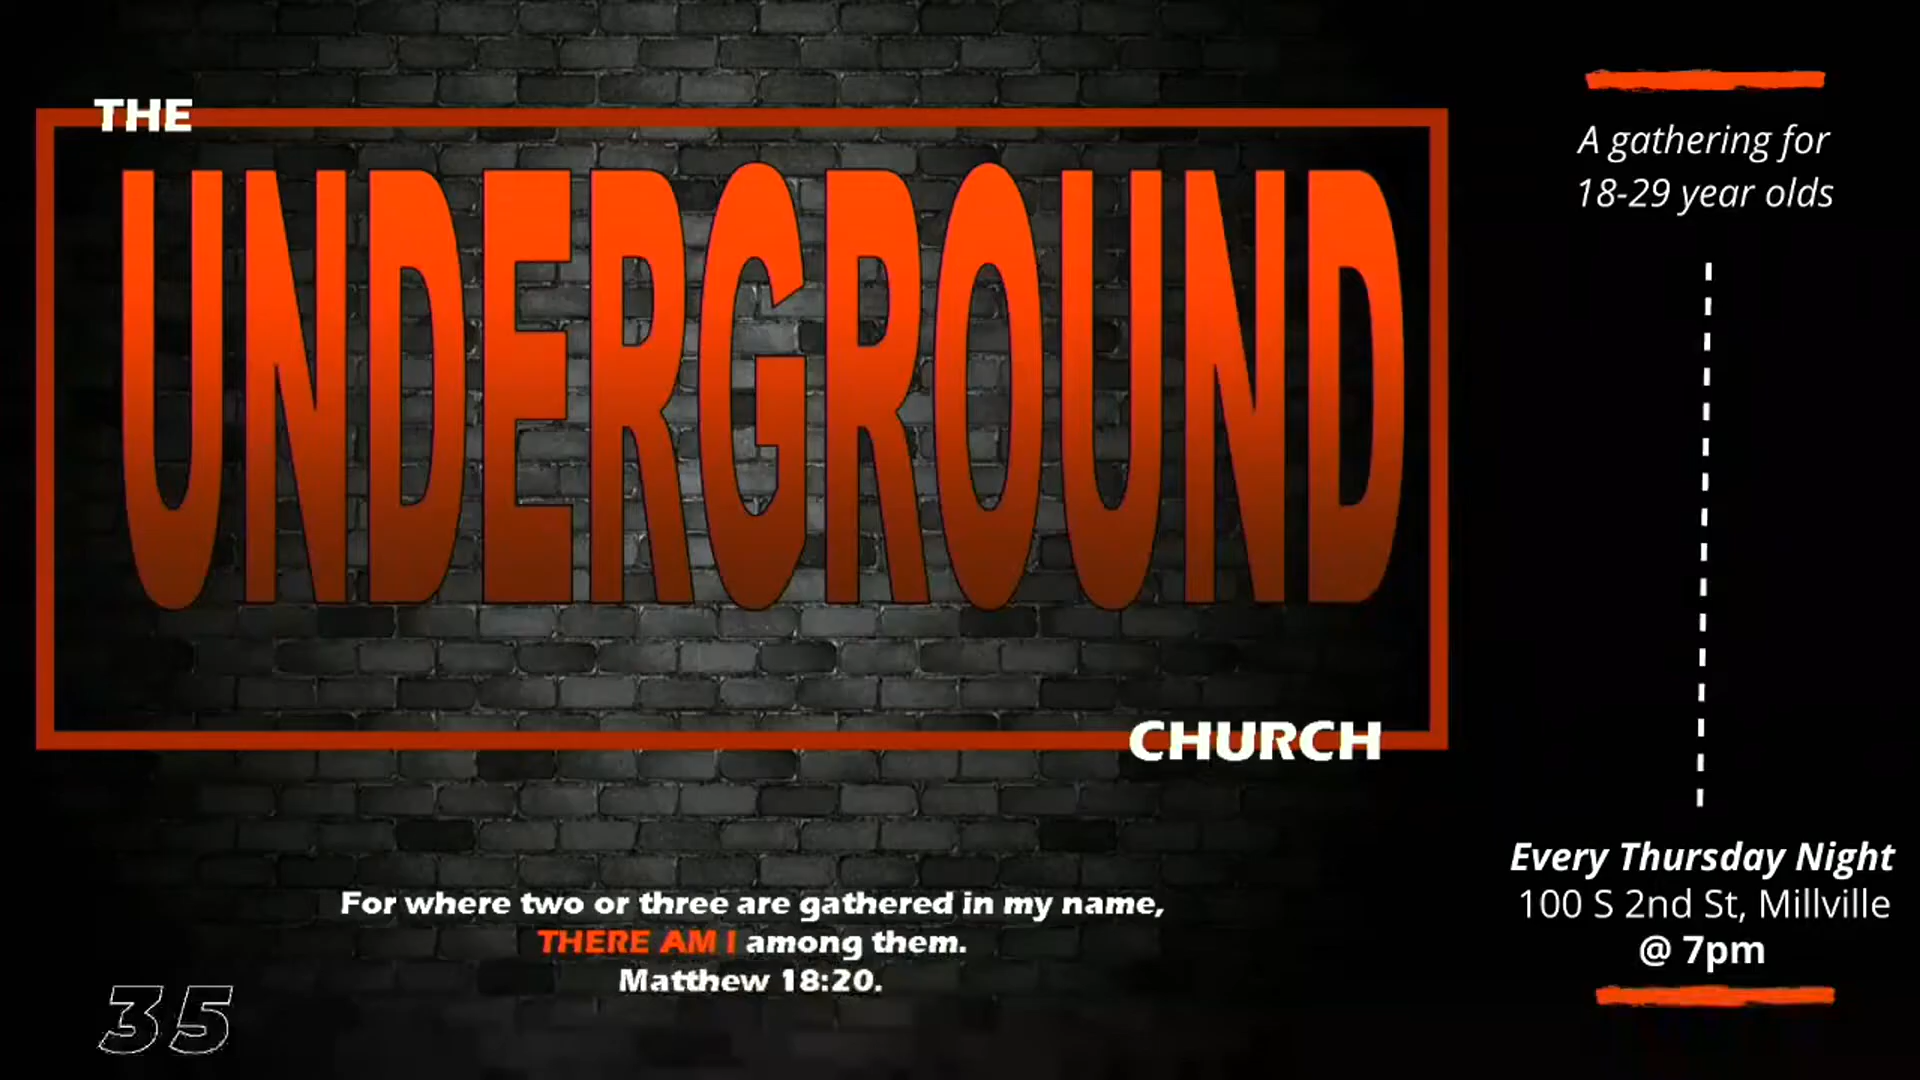 THE
UNDERGROUND
CHURCH
For where two or three are gathered in my name,
THERE AM I among them.
Matthew 18:20.
35
A gathering for
18-29 year olds
Every Thursday Night
100 S 2nd St, Millville
@ 7pm